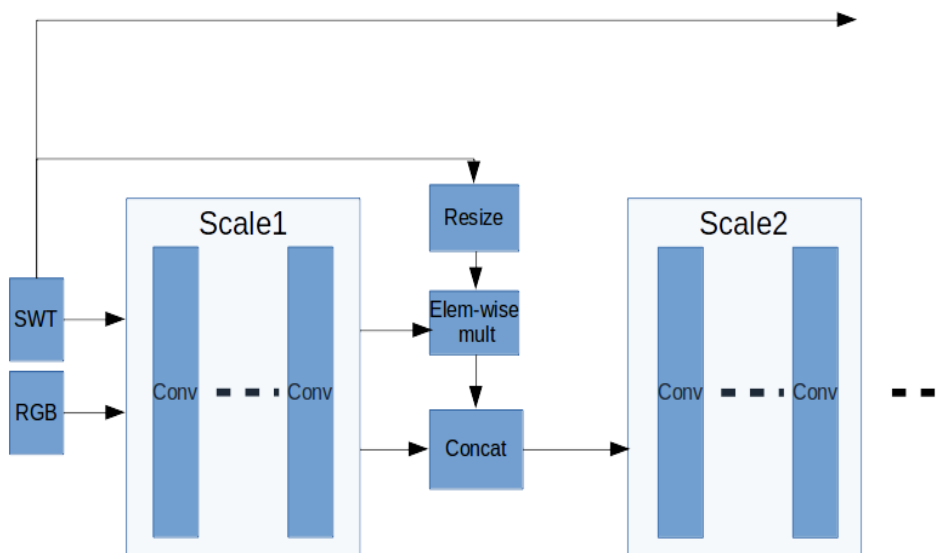 Scale1
Scale2
Resize
SWT
Elem-wise
mult
RGB
Conv
Conv
Conv
Conv
Concat